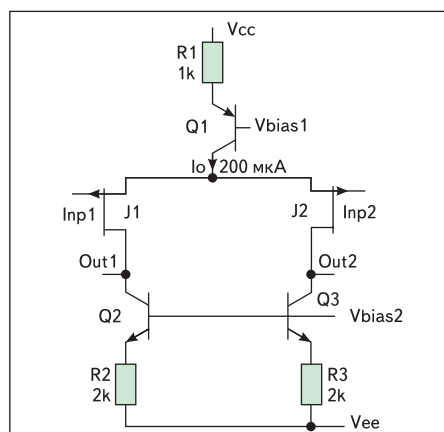 Vcc
R1
1k
Q1
Vbias1
Io 200 мкА
Inp1
J1
J2
Inp2
Out1
Out2
Q2
Q3
Vbias2
R2
2k
R3
2k
Vee